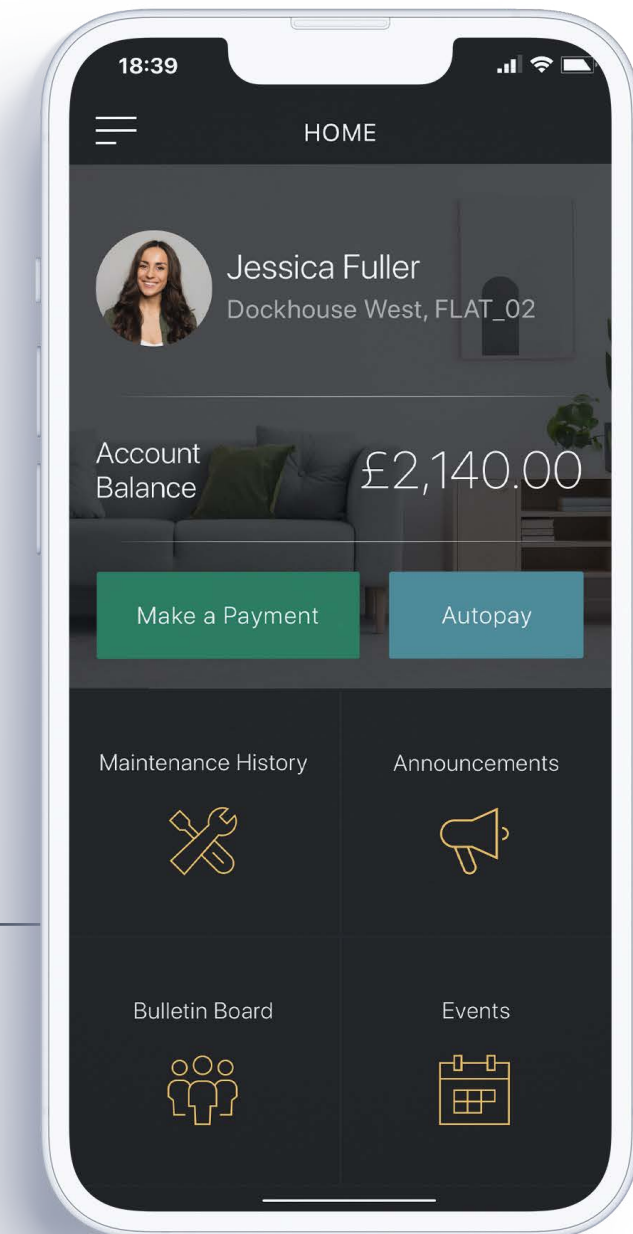 18:39
HOME
Jessica Fuller
Dockhouse West, FLAT_02
Account
Balance
£2,140.00
Make a Payment
Autopay
Maintenance History
Announcements
Bulletin Board
Events